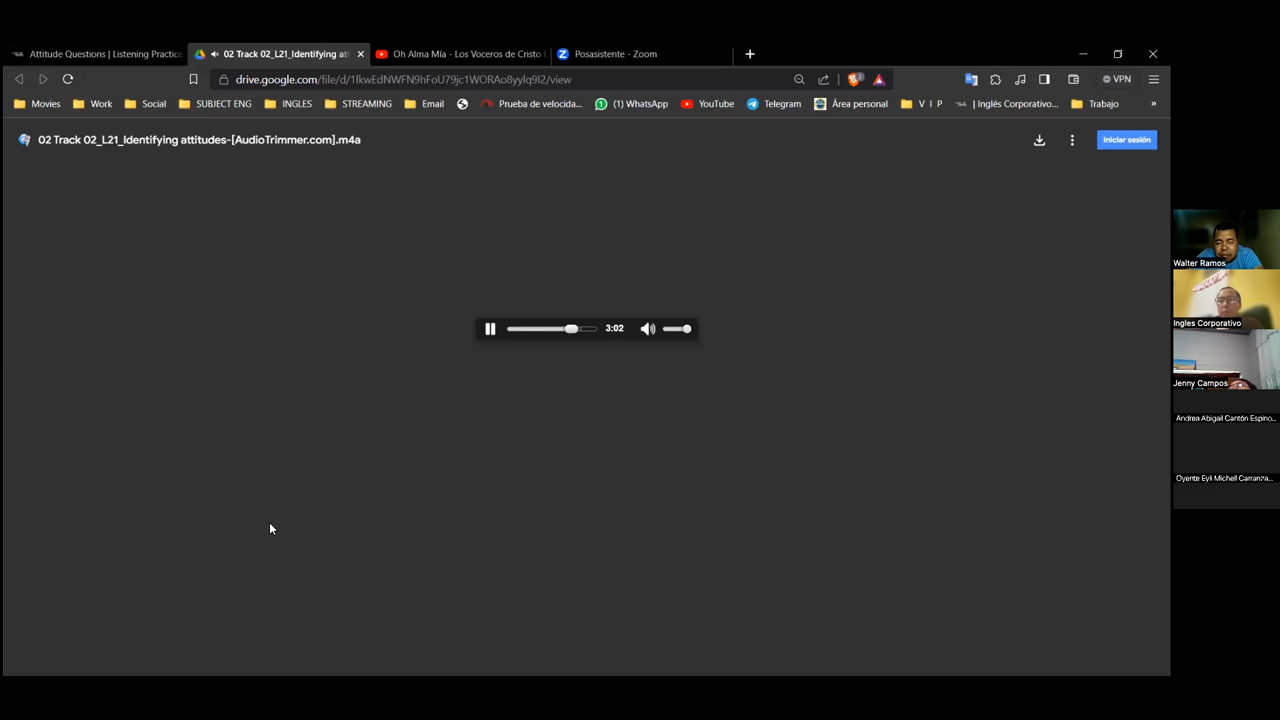 Attitude Questions | Listening Practice
02 Track 02_L21_Identifying at
Oh Alma Mía - Los Voceros de Cristo
Posasistente - Zoom
drive.google.com/file/d/1lkwEdNWFN9hFoU79jc1WORAo8yylq9I2/view
2
VPN
Movies
Work
Social
SUBJECT ENG
INGLES
STREAMING
Email
Prueba de velocida...
(1) WhatsApp
YouTube
Telegram
Área personal
V I P
| Inglés Corporativo...
Trabajo
»
02 Track 02_L21_Identifying attitudes-[AudioTrimmer.com].m4a
Iniciar sesión
Walter Ramos
3:02
Ingles Corporativo
Jenny Campos
Andrea Abigail Cantón Espino...
Oyente Eyli Michell Carranza...